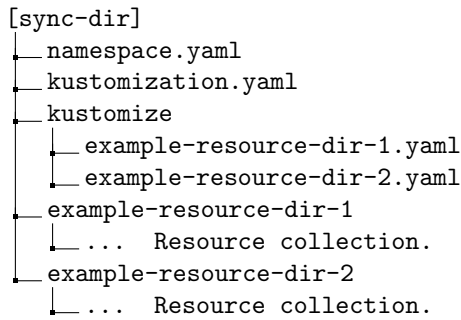 [sync-dir]
namespace.yaml
kustomization.yaml
kustomize
example-resource-dir-1.yaml
example-resource-dir-2.yaml
example-resource-dir-1
... Resource collection.
example-resource-dir-2
... Resource collection.